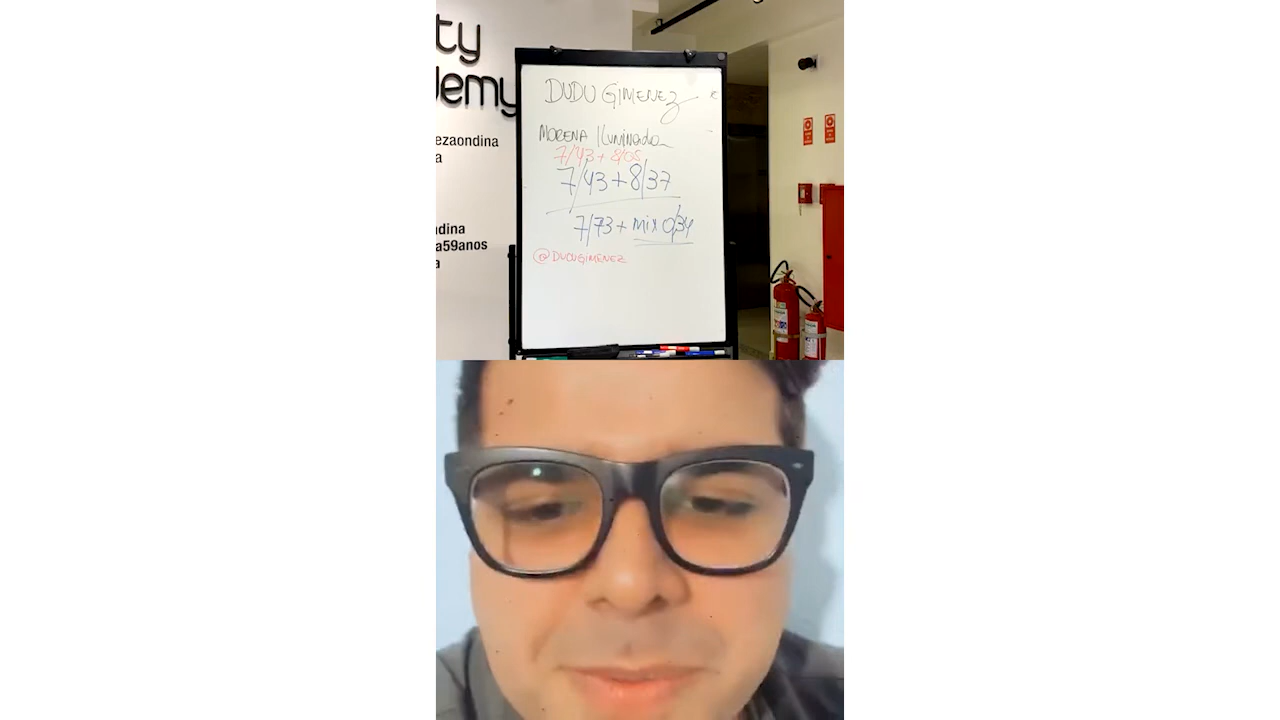 ty
demy
ezaondina
a
dina
a59anos
a
DUDU GIMENEZ
MORENA ILUMINADA
7/43 + 8/05
7/43 + 8/37
7/73 + mix 0,34
@DUDUGIMENEZ